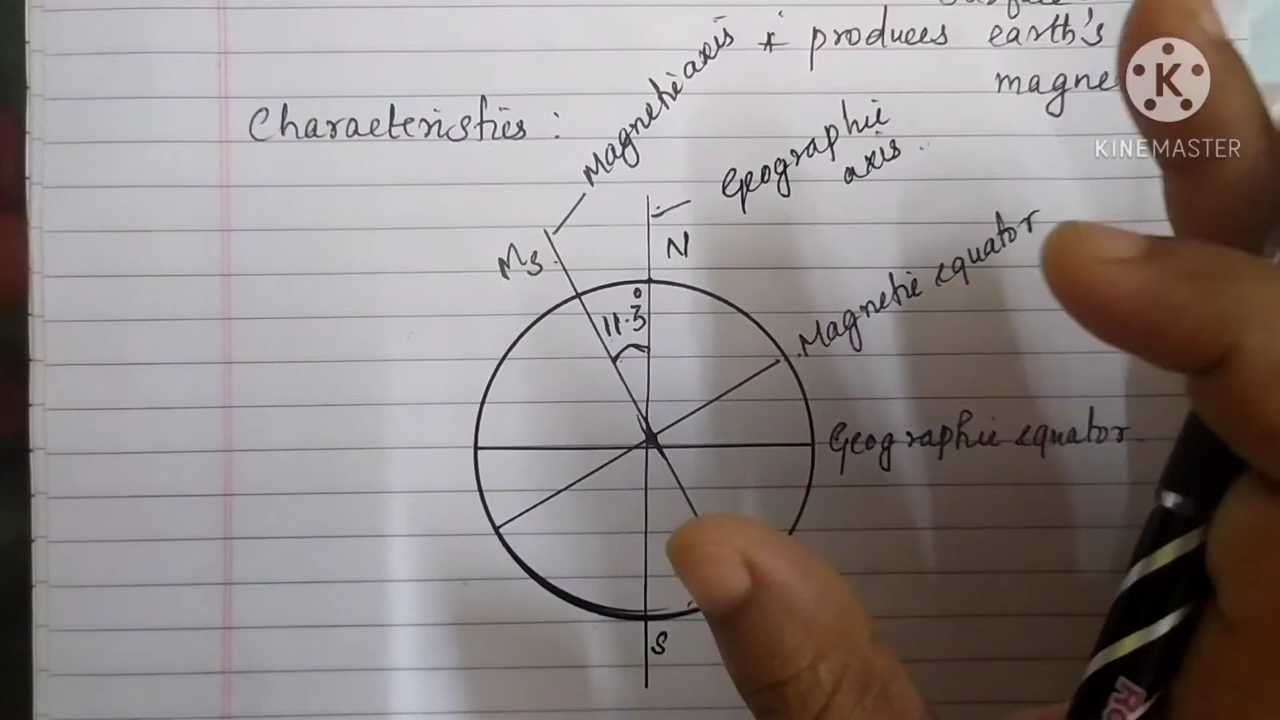 * produces earth's
magne
Characteristics :
Magnetic axis
Geographic
axis
Ms
N
11.3°
Magnetic equator
Geographic equator
S
K
KINEMASTER